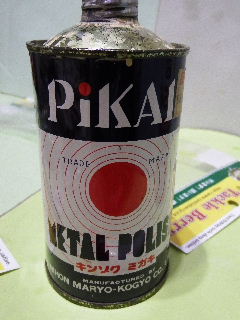 PiKAL
TRADE MARK
METAL-POLISH
キンゾク ミガキ
MANUFACTURED BY
NIHON MARYO-KOGYO CO.
Tackie Berry